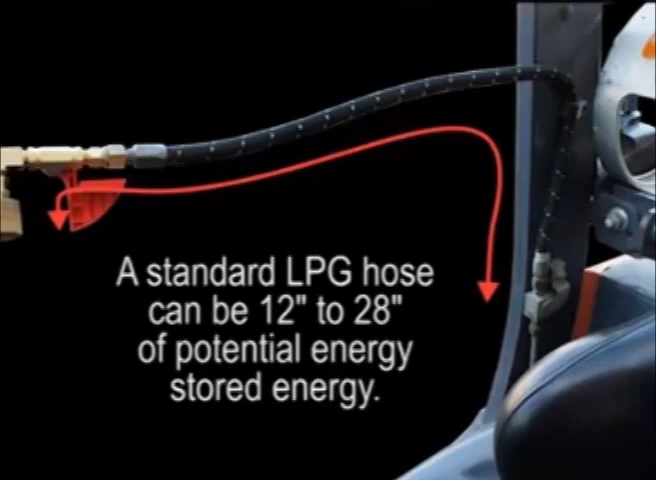 A standard LPG hose
can be 12" to 28"
of potential energy
stored energy.